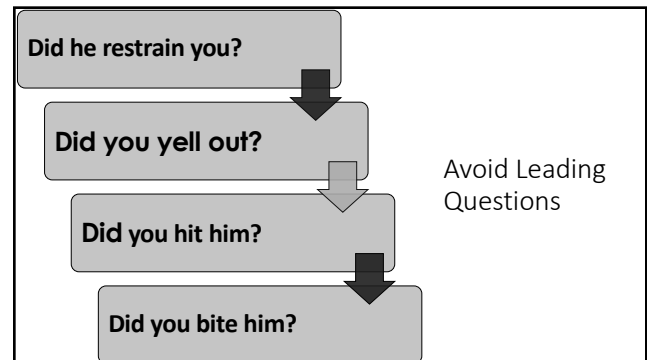 Did he restrain you?
Did you yell out?
Did you hit him?
Did you bite him?
Avoid Leading
Questions